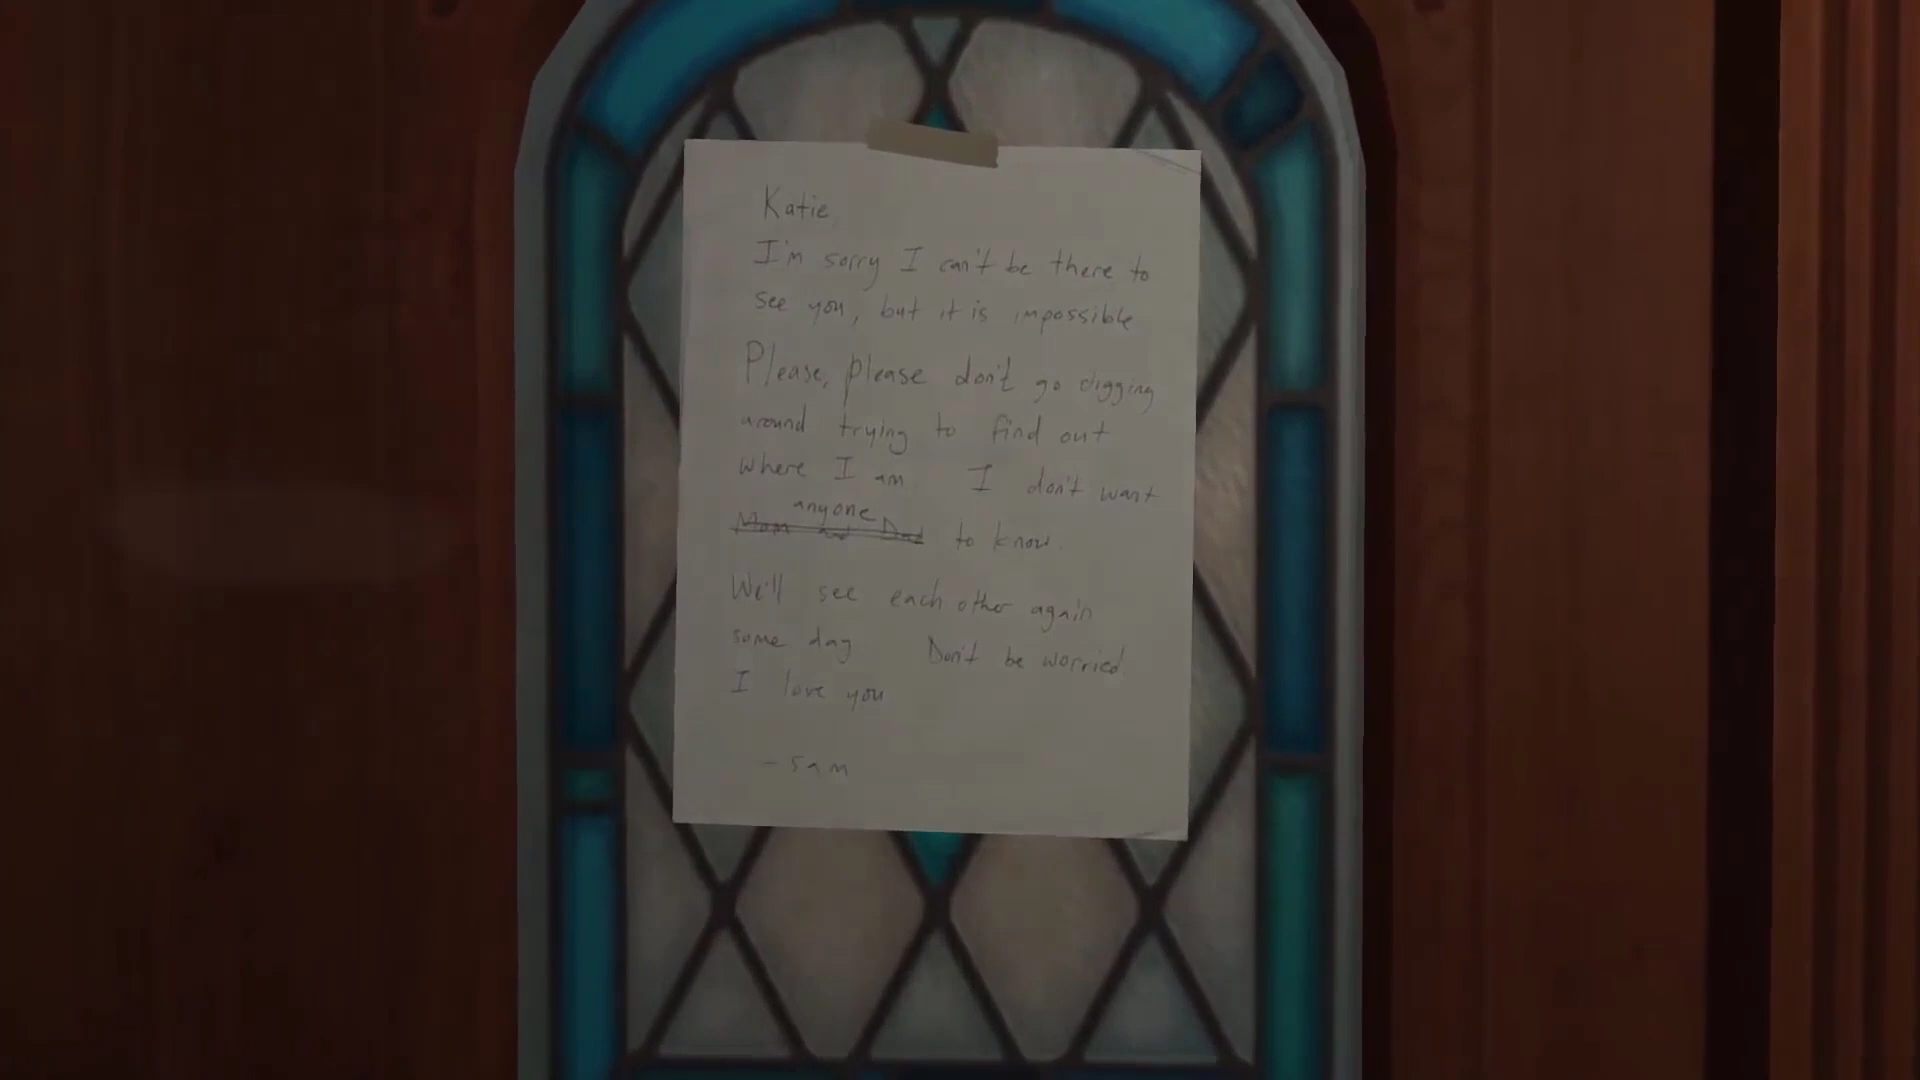 Katie,
I'm sorry I can't be there to
see you, but it is impossible
Please, please don't go digging
around trying to find out
where I am I don't want
anyone
Mom and Dad to know.
We'll see each other again
some day Don't be worried
I love you
- Sam